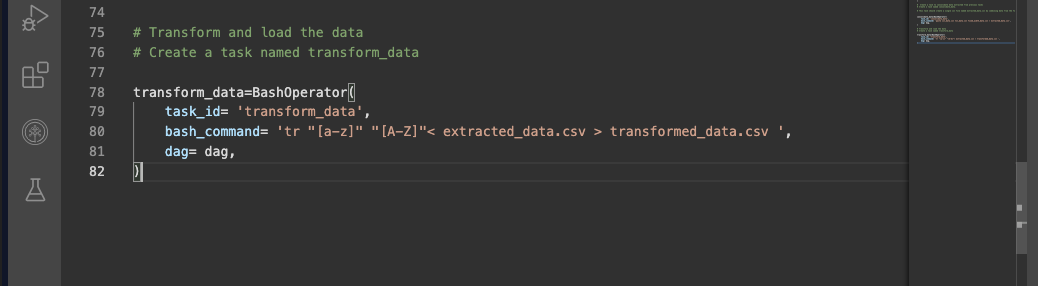 74
75 # Transform and load the data
76 # Create a task named transform_data
77
78 transform_data=BashOperator(
79     task_id= 'transform_data',
80     bash_command= 'tr "[a-z]" "[A-Z]"< extracted_data.csv > transformed_data.csv ',
81     dag= dag,
82 )